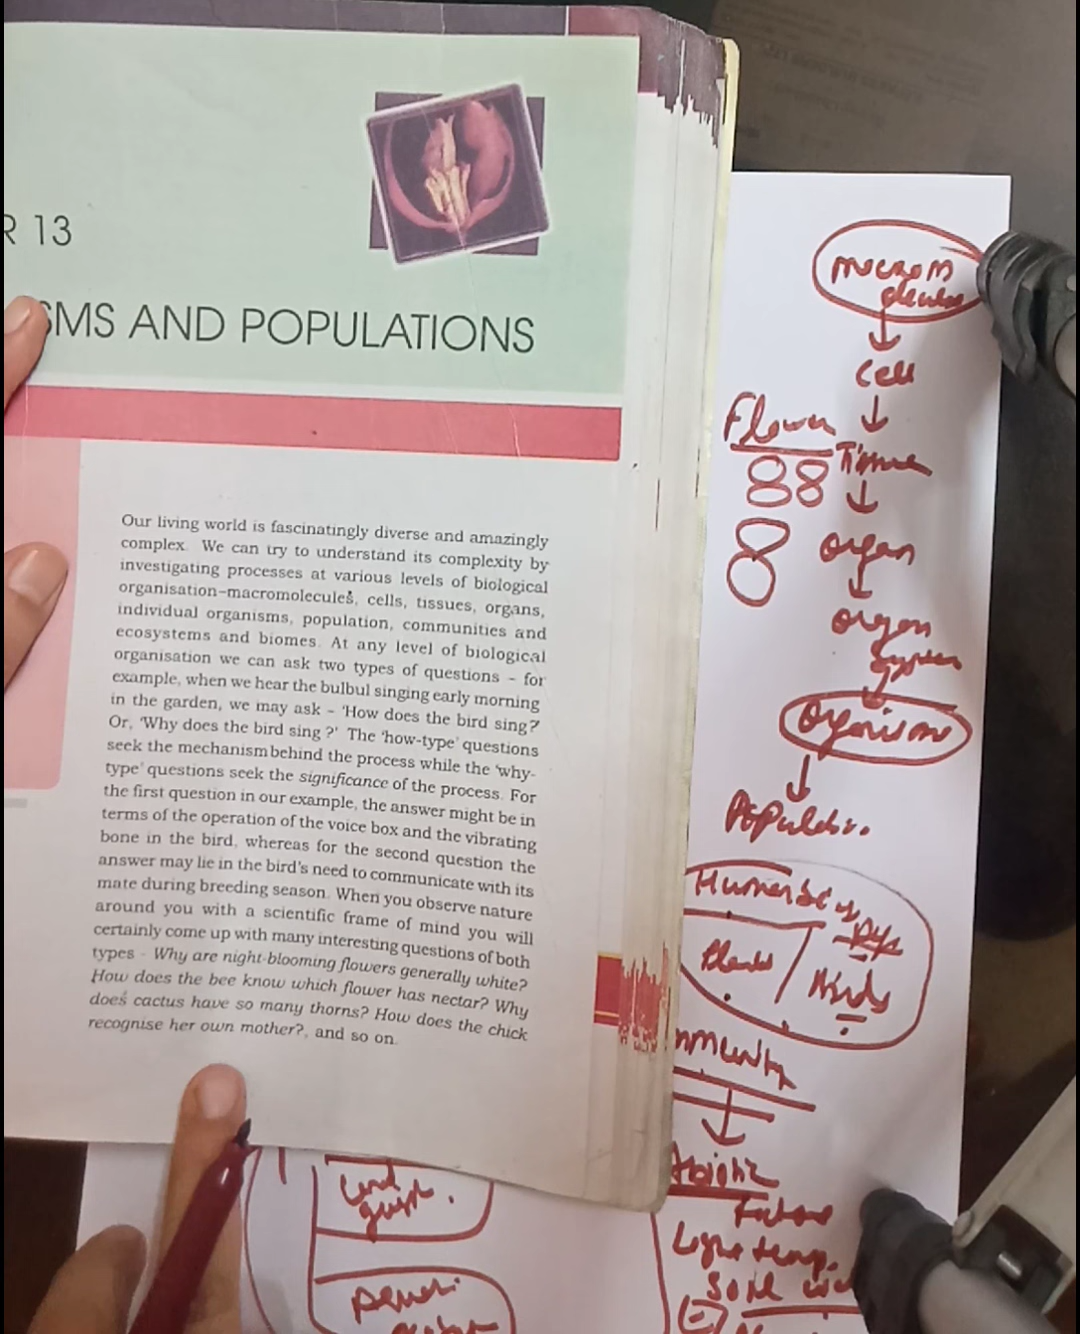 R 13
SMS AND POPULATIONS
Our living world is fascinatingly diverse and amazingly
complex. We can try to understand its complexity by
investigating processes at various levels of biological
organisation–macromolecules, cells, tissues, organs,
individual organisms, population, communities and
ecosystems and biomes. At any level of biological
organisation we can ask two types of questions – for
example, when we hear the bulbul singing early morning
in the garden, we may ask – 'How does the bird sing?'
Or, 'Why does the bird sing ?' The 'how-type' questions
seek the mechanism behind the process while the 'why-
type' questions seek the significance of the process. For
the first question in our example, the answer might be in
terms of the operation of the voice box and the vibrating
bone in the bird, whereas for the second question the
answer may lie in the bird's need to communicate with its
mate during breeding season. When you observe nature
around you with a scientific frame of mind you will
certainly come up with many interesting questions of both
types - Why are night-blooming flowers generally white?
How does the bee know which flower has nectar? Why
does cactus have so many thorns? How does the chick
recognise her own mother?, and so on.
Cell
Flower
Tissue
organ
organ
system
Organism
Population
Plants
Birds
mmunity
Abiotic
Factors
Light temp.
Soil